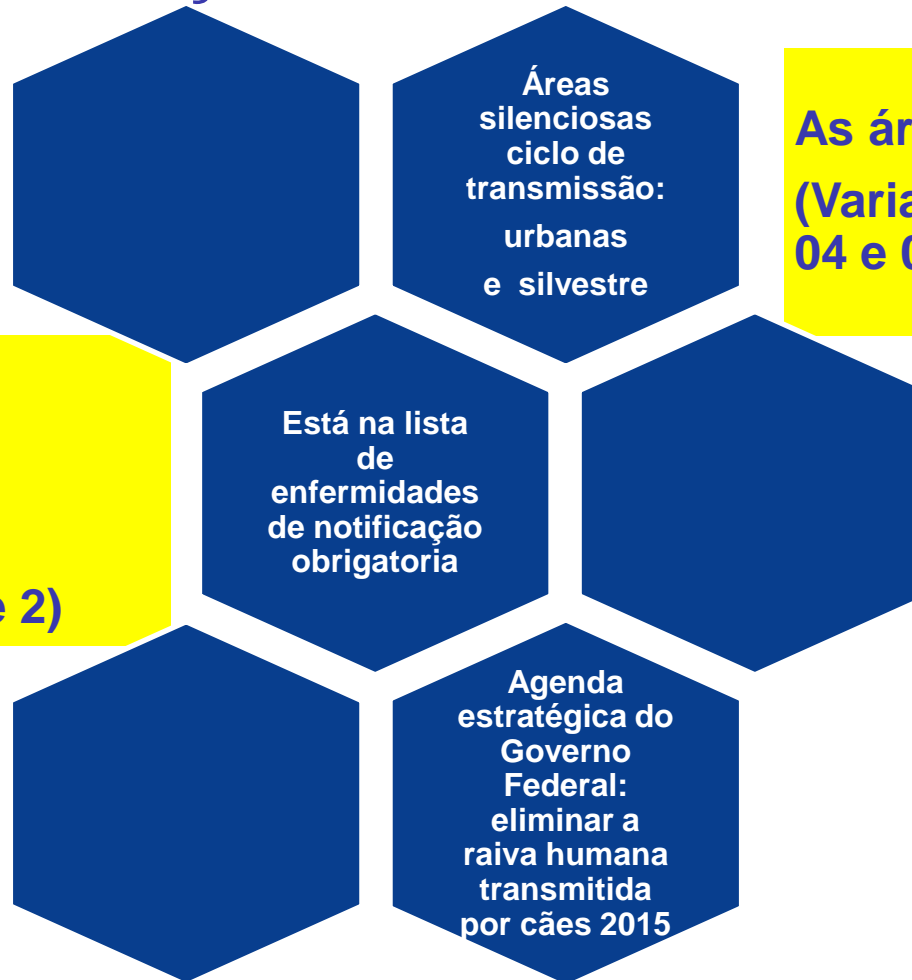 Áreas
silenciosas
ciclo de
transmissão:
urbanas
e silvestre
As ár
(Varia
04 e 0
Está na lista
de
enfermidades
de notificação
obrigatoria
e 2)
Agenda
estratégica do
Governo
Federal:
eliminar a
raiva humana
transmitida
por cães 2015